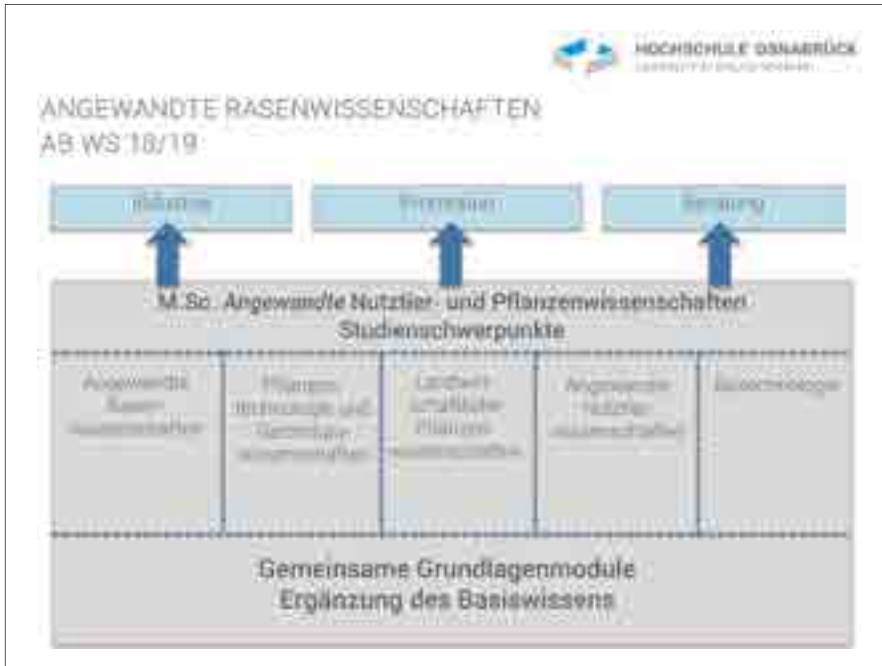 HOCHSCHULE OSNABRÜCK
ANGEWANDTE RASENWISSENSCHAFTEN
AB WS 18/19
Industrie
Promotion
Beratung
M.Sc. Angewandte Nutztier- und Pflanzenwissenschaften
Studienschwerpunkte
Angewandte
Rasen-
wissenschaften
Pflanzen-
technologie und
Gartenbau-
wissenschaften
Landwirt-
schaftliche
Pflanzen-
wissenschaften
Angewandte
Nutztier-
wissenschaften
Gemeinsame Grundlagenmodule
Ergänzung des Basiswissens